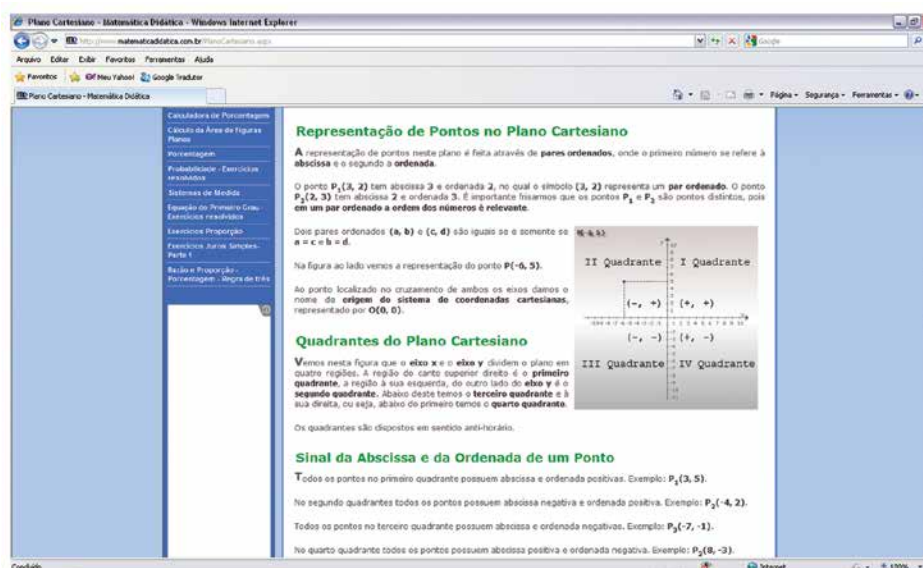 Plano Cartesiano - Matemática Didática - Windows Internet Explorer
http://www.matematicadidatica.com.br/PlanoCartesiano.aspx
Google
Arquivo Editar Exibir Favoritos Ferramentas Ajuda
Favoritos Meu Yahoo! Google Tradutor
Plano Cartesiano - Matemática Didática
Página Segurança Ferramentas
Calculadora de Porcentagem
Cálculo da Área de Figuras
Planas
Porcentagem
Probabilidade - Exercícios
resolvidos
Sistemas de Medida
Equação do Primeiro Grau -
Exercícios resolvidos
Exercícios Proporção
Exercícios Juros Simples-
Parte 1
Razão e Proporção -
Porcentagem - Regra de três
Representação de Pontos no Plano Cartesiano
A representação de pontos neste plano é feita através de pares ordenados, onde o primeiro número se refere à
abscissa e o segundo a ordenada.
O ponto P1(3, 2) tem abscissa 3 e ordenada 2, no qual o símbolo (3, 2) representa um par ordenado. O ponto
P2(2, 3) tem abscissa 2 e ordenada 3. É importante frisarmos que os pontos P1 e P2 são pontos distintos, pois
em um par ordenado a ordem dos números é relevante.
Dois pares ordenados (a, b) e (c, d) são iguais se e somente se
a = c e b = d.
Na figura ao lado vemos a representação do ponto P(-6, 5).
Ao ponto localizado no cruzamento de ambos os eixos damos o
nome de origem do sistema de coordenadas cartesianas,
representado por O(0, 0).
P(-6, 5)
II Quadrante I Quadrante
(-, +) (+, +)
(-, -) (+, -)
III Quadrante IV Quadrante
Quadrantes do Plano Cartesiano
Vemos nesta figura que o eixo x e o eixo y dividem o plano em
quatro regiões. A região do canto superior direito é o primeiro
quadrante, a região à sua esquerda, do outro lado do eixo y é o
segundo quadrante. Abaixo deste temos o terceiro quadrante e à
sua direita, ou seja, abaixo do primeiro temos o quarto quadrante.
Os quadrantes são dispostos em sentido anti-horário.
Sinal da Abscissa e da Ordenada de um Ponto
Todos os pontos no primeiro quadrante possuem abscissa e ordenada positivas. Exemplo: P1(3, 5).
No segundo quadrantes todos os pontos possuem abscissa negativa e ordenada positiva. Exemplo: P2(-4, 2).
Todos os pontos no terceiro quadrante possuem abscissa e ordenada negativas. Exemplo: P3(-7, -1).
No quarto quadrante todos os pontos possuem abscissa positiva e ordenada negativa. Exemplo: P2(8, -3).
Concluído
Internet
100%